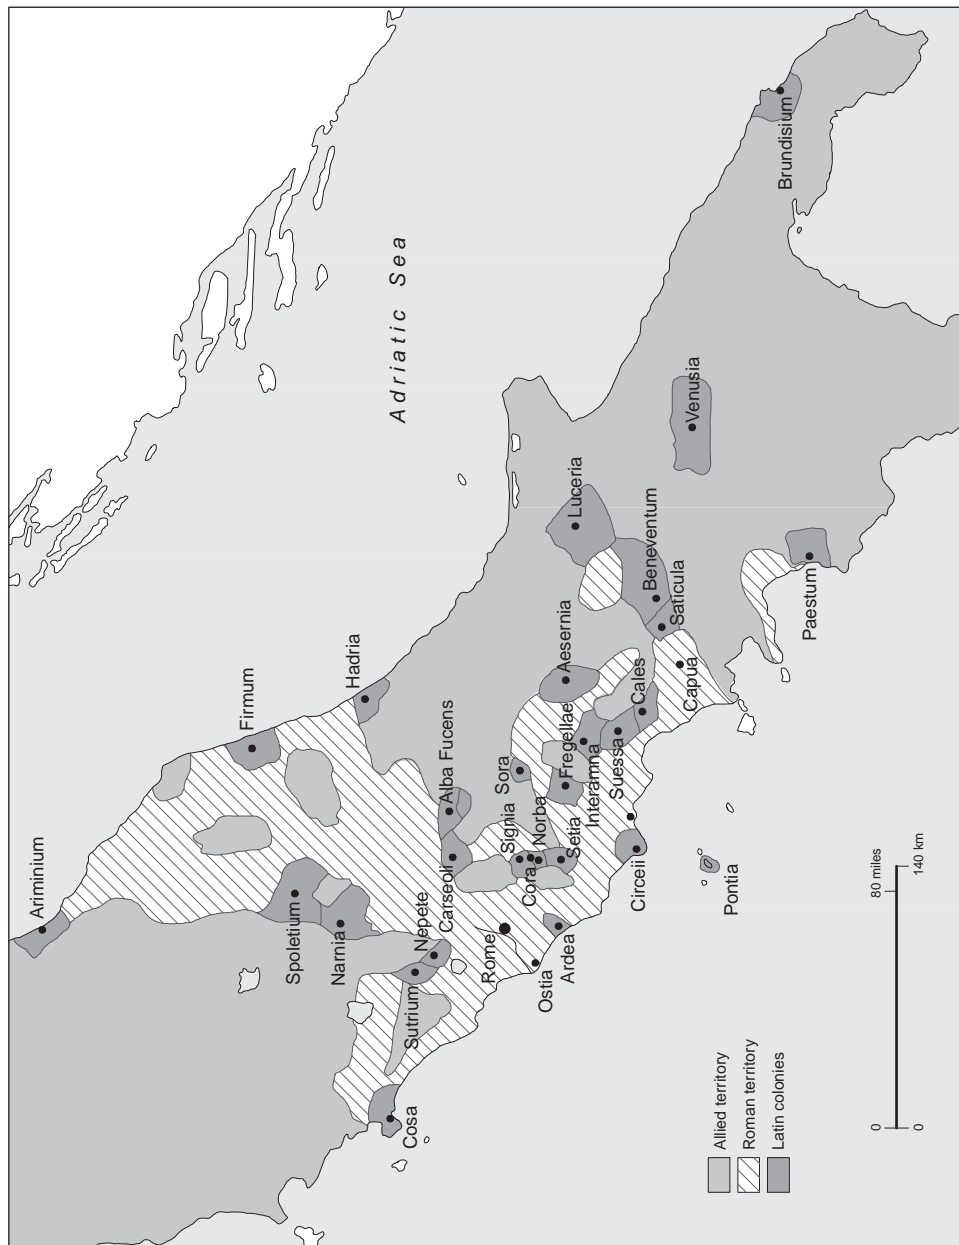 Adriatic Sea
Ariminium
Firmum
Hadria
Spoletium
Narnia
Nepete
Sutrium
Cosa
Carseoli
Alba Fucens
Rome
Ostia
Ardea
Signia
Cora
Norba
Setia
Sora
Fregellae
Interamna
Suessa
Circeii
Pontia
Aesernia
Cales
Capua
Saticula
Beneventum
Luceria
Venusia
Paestum
Brundisium
Allied territory
Roman territory
Latin colonies
0 80 miles
0 140 km